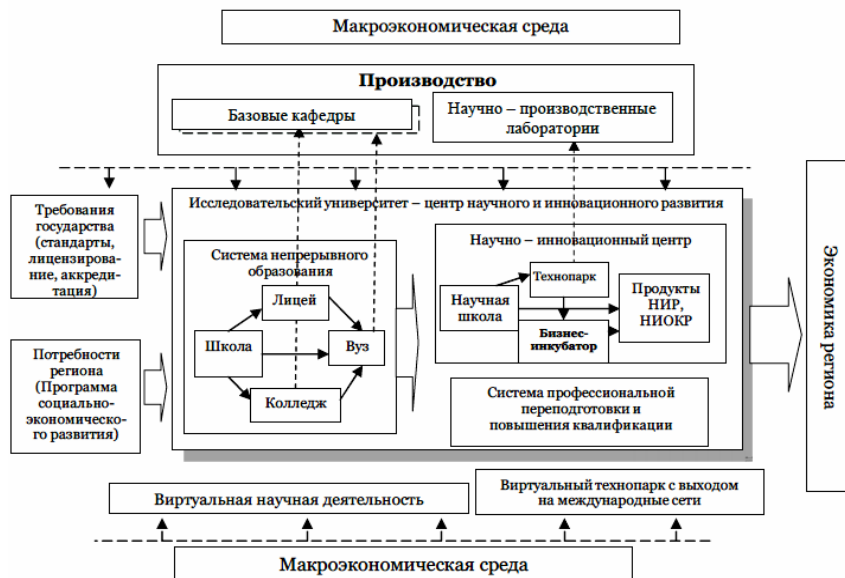 Макроэкономическая среда
Производство
Базовые кафедры
Научно – производственные
лаборатории
Исследовательский университет – центр научного и инновационного развития
Требования
государства
(стандарты,
лицензирова-
ние, аккреди-
тация)
Потребности
региона
(Программа
социально-
экономическо-
го развития)
Система непрерывного
образования
Лицей
Школа
Вуз
Колледж
Научно – инновационный центр
Технопарк
Научная
школа
Бизнес-
инкубатор
Продукты
НИР,
НИОКР
Система профессиональной
переподготовки и
повышения квалификации
Экономика региона
Виртуальная научная деятельность
Виртуальный технопарк с выходом
на международные сети
Макроэкономическая среда